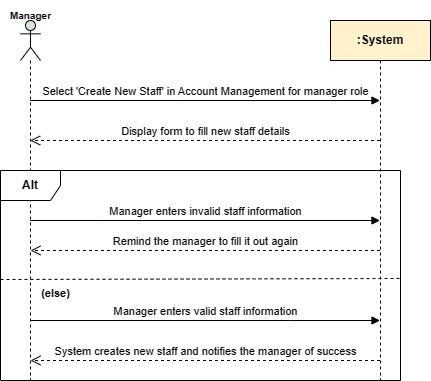 Manager
:System
Select 'Create New Staff' in Account Management for manager role
Display form to fill new staff details
Alt
Manager enters invalid staff information
Remind the manager to fill it out again
(else)
Manager enters valid staff information
System creates new staff and notifies the manager of success